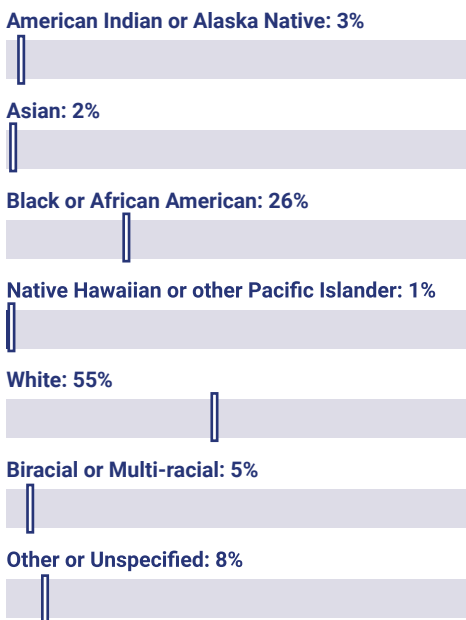 American Indian or Alaska Native: 3%
Asian: 2%
Black or African American: 26%
Native Hawaiian or other Pacific Islander: 1%
White: 55%
Biracial or Multi-racial: 5%
Other or Unspecified: 8%